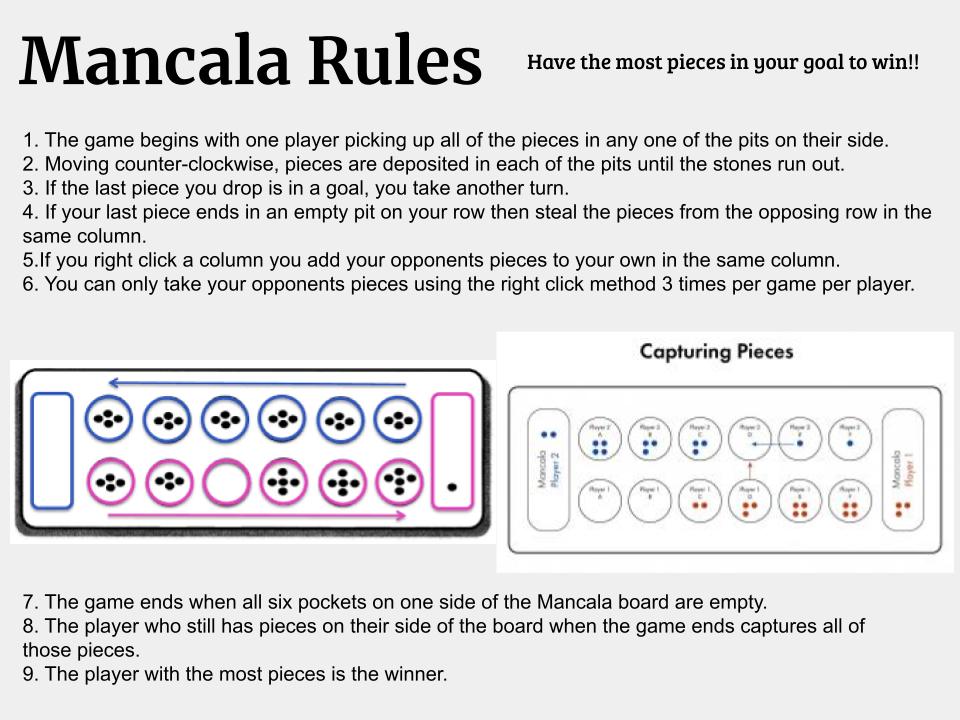 Mancala Rules
Have the most pieces in your goal to win!!
1. The game begins with one player picking up all of the pieces in any one of the pits on their side.
2. Moving counter-clockwise, pieces are deposited in each of the pits until the stones run out.
3. If the last piece you drop is in a goal, you take another turn.
4. If your last piece ends in an empty pit on your row then steal the pieces from the opposing row in the
same column.
5.If you right click a column you add your opponents pieces to your own in the same column.
6. You can only take your opponents pieces using the right click method 3 times per game per player.
Capturing Pieces
Mancala
Player 2
Player 2
A
Player 2
B
Player 2
C
Player 2
D
Player 2
E
Player 2
F
Player 1
A
Player 1
B
Player 1
C
Player 1
D
Player 1
E
Player 1
F
Mancala
Player 1
7. The game ends when all six pockets on one side of the Mancala board are empty.
8. The player who still has pieces on their side of the board when the game ends captures all of
those pieces.
9. The player with the most pieces is the winner.